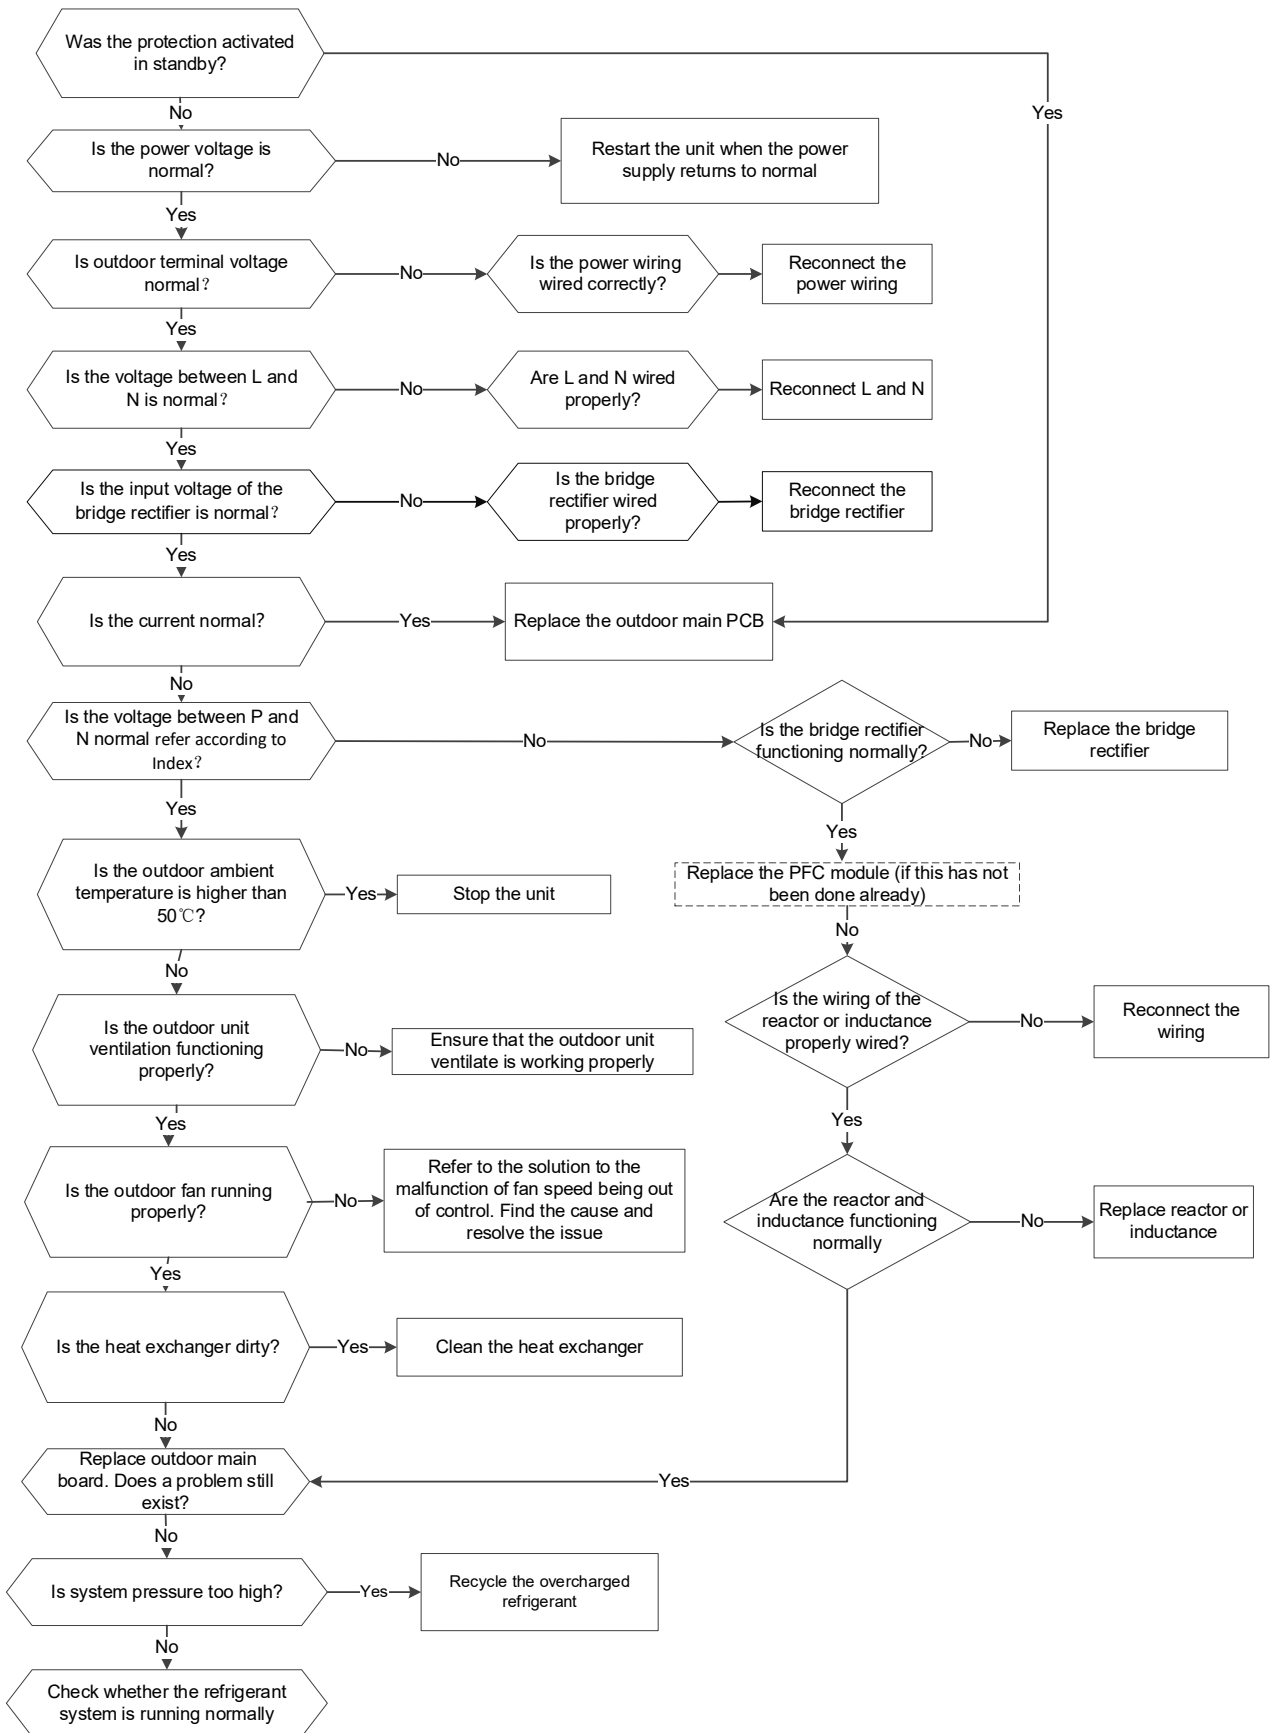 Was the protection activated
in standby?
Yes
No
Is the power voltage is
normal?
No
Restart the unit when the power
supply returns to normal
Yes
Is outdoor terminal voltage
normal？
No
Is the power wiring
wired correctly?
Reconnect the
power wiring
Yes
Is the voltage between L and
N is normal？
No
Are L and N wired
properly?
Reconnect L and N
Yes
Is the input voltage of the
bridge rectifier is normal？
No
Is the bridge
rectifier wired
properly?
Reconnect the
bridge rectifier
Yes
Is the current normal？
Yes
Replace the outdoor main PCB
No
Is the voltage between P and
N normal refer according to
Index？
No
Is the bridge rectifier
functioning normally?
No
Replace the bridge
rectifier
Yes
Yes
Is the outdoor ambient
temperature is higher than
50℃?
Yes
Stop the unit
Replace the PFC module (if this has not
been done already)
No
No
Is the outdoor unit
ventilation functioning
properly?
No
Ensure that the outdoor unit
ventilate is working properly
Is the wiring of the
reactor or inductance
properly wired?
No
Reconnect the
wiring
Yes
Yes
Is the outdoor fan running
properly?
No
Refer to the solution to the
malfunction of fan speed being out
of control. Find the cause and
resolve the issue
Are the reactor and
inductance functioning
normally
No
Replace reactor or
inductance
Yes
Is the heat exchanger dirty?
Yes
Clean the heat exchanger
No
Replace outdoor main
board. Does a problem still
exist?
Yes
No
Is system pressure too high?
Yes
Recycle the overcharged
refrigerant
No
Check whether the refrigerant
system is running normally